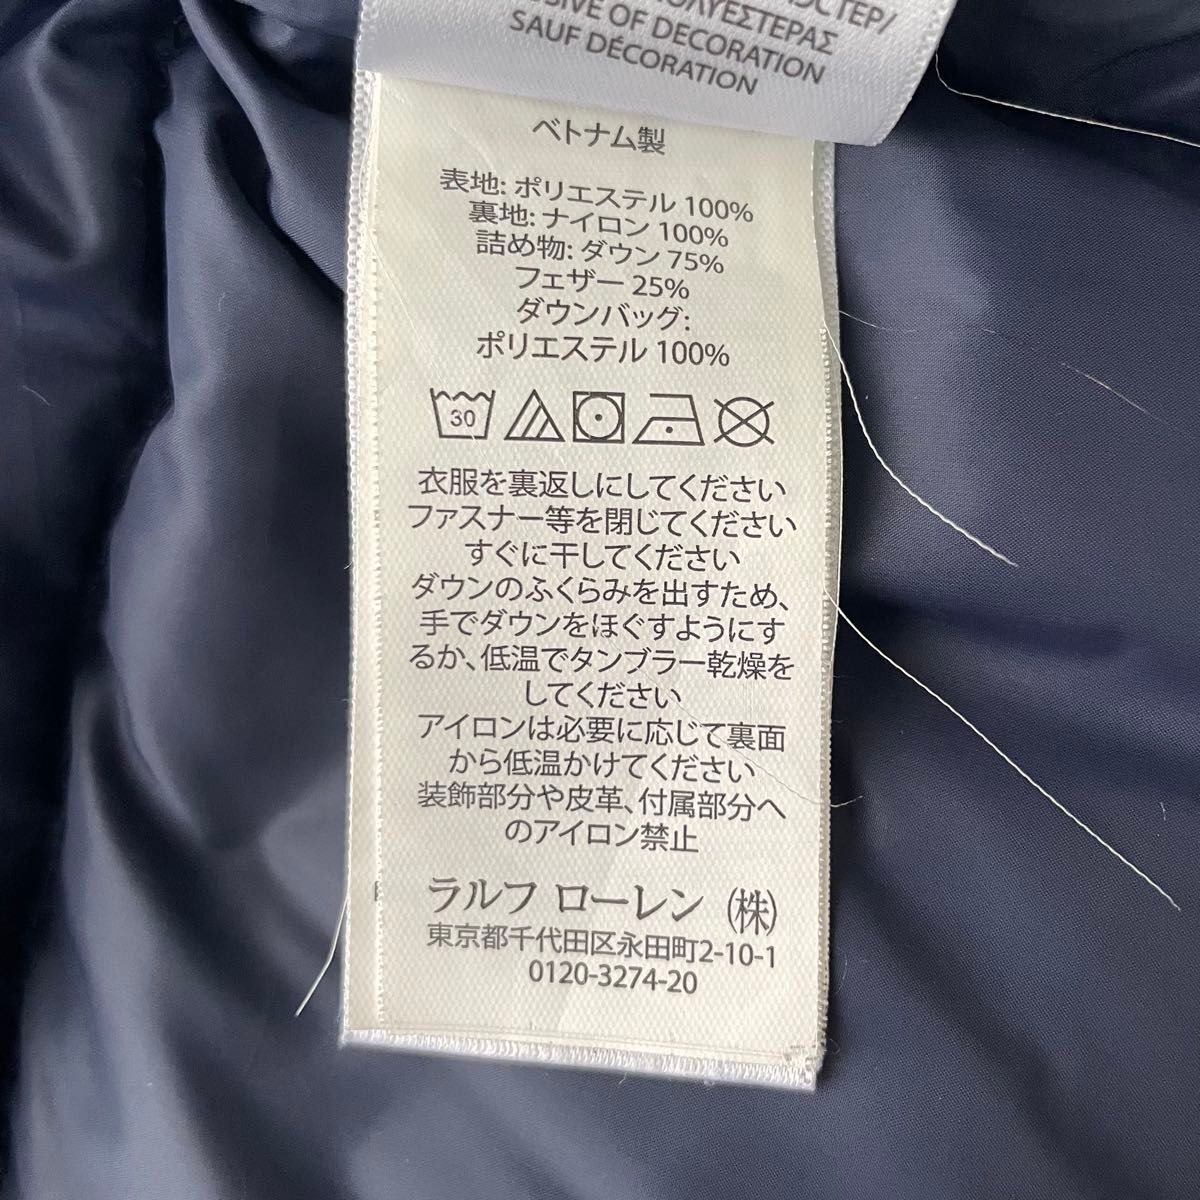 SAUF DÉCORATION
OF DECORATION
ベトナム製
表地: ポリエステル 100%
裏地: ナイロン 100%
詰め物: ダウン 75%
フェザー 25%
ダウンバッグ:
ポリエステル 100%
30
衣服を裏返しにしてください
ファスナー等を閉じてください
すぐに干してください
ダウンのふくらみを出すため、
手でダウンをほぐすようにす
るか、低温でタンブラー乾燥を
してください
アイロンは必要に応じて裏面
から低温かけてください
装飾部分や皮革、付属部分へ
のアイロン禁止
ラルフ ローレン (株)
東京都千代田区永田町2-10-1
0120-3274-20